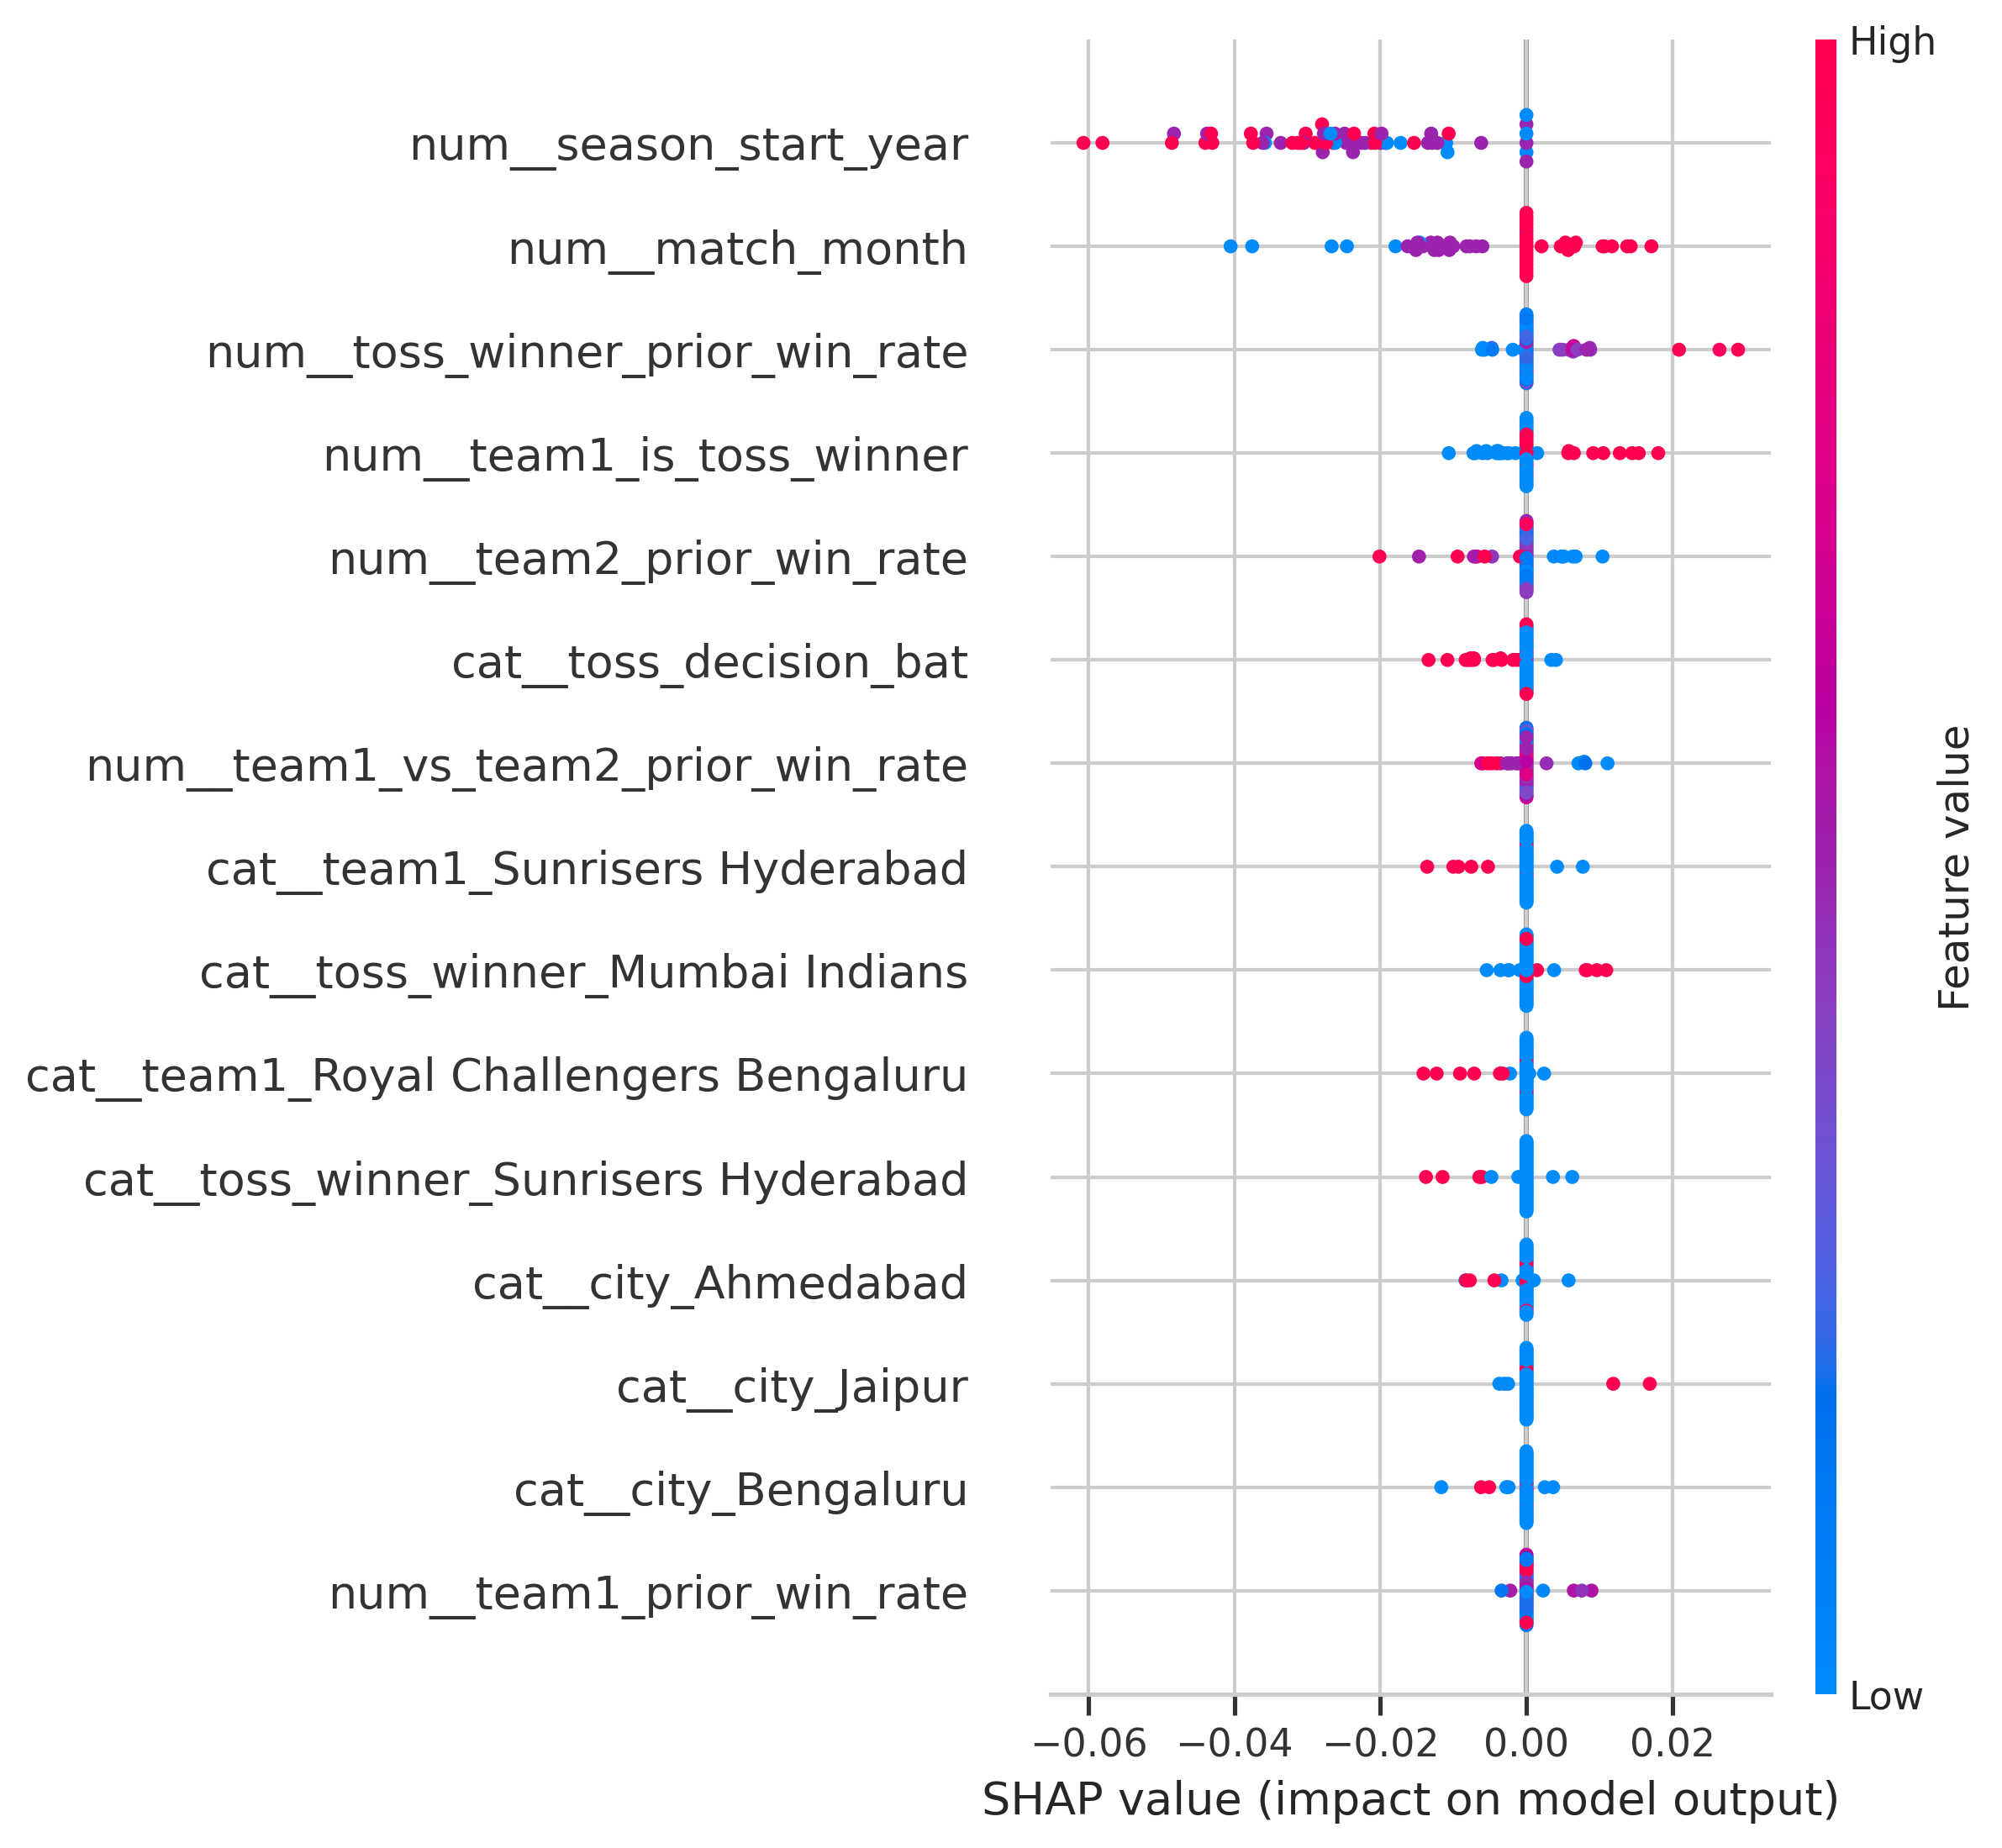 High
num__season_start_year
num__match_month
num__toss_winner_prior_win_rate
num__team1_is_toss_winner
num__team2_prior_win_rate
cat__toss_decision_bat
num__team1_vs_team2_prior_win_rate
cat__team1_Sunrisers Hyderabad
cat__toss_winner_Mumbai Indians
cat__team1_Royal Challengers Bengaluru
cat__toss_winner_Sunrisers Hyderabad
cat__city_Ahmedabad
cat__city_Jaipur
cat__city_Bengaluru
num__team1_prior_win_rate
Feature value
Low
−0.06 −0.04 −0.02 0.00 0.02
SHAP value (impact on model output)